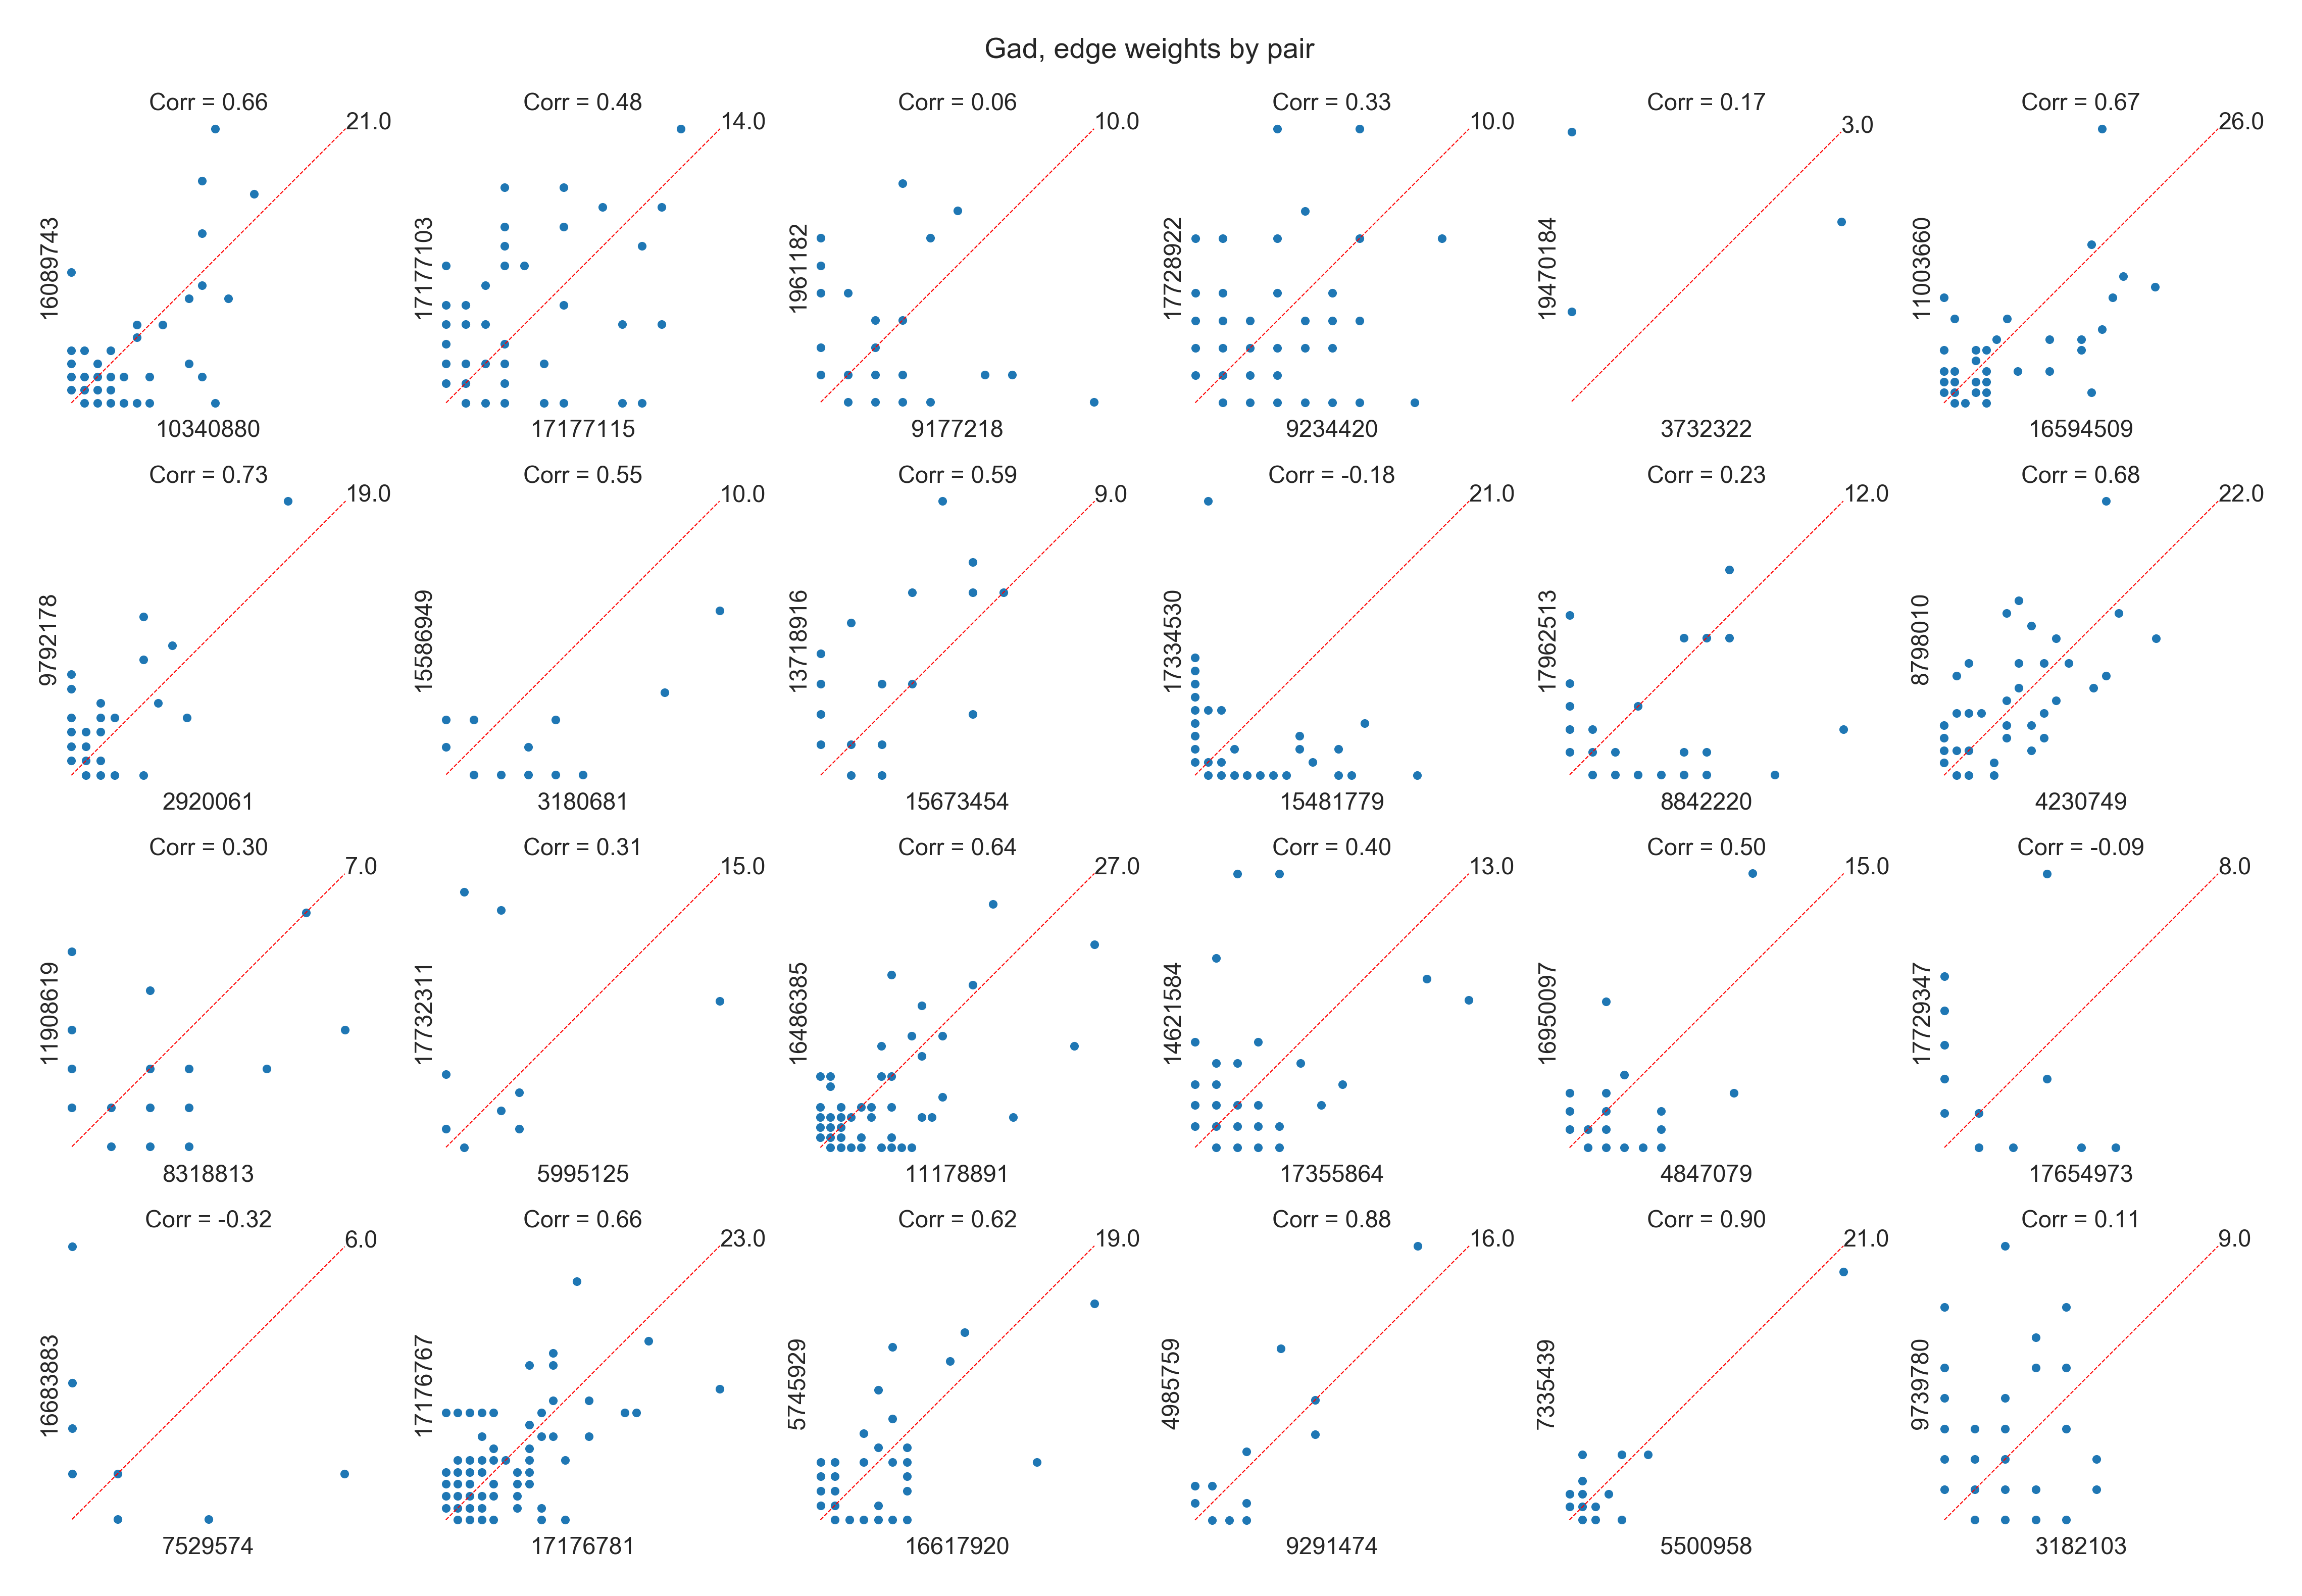 Gad, edge weights by pair
Corr = 0.66
21.0
16089743
10340880
Corr = 0.48
14.0
17177103
17177115
Corr = 0.06
10.0
1961182
9177218
Corr = 0.33
10.0
17728922
9234420
Corr = 0.17
3.0
19470184
3732322
Corr = 0.67
26.0
11003660
16594509
Corr = 0.73
19.0
9792178
2920061
Corr = 0.55
10.0
15586949
3180681
Corr = 0.59
9.0
13718916
15673454
Corr = -0.18
21.0
17334530
15481779
Corr = 0.23
12.0
17962513
8842220
Corr = 0.68
22.0
8798010
4230749
Corr = 0.30
7.0
11908619
8318813
Corr = 0.31
15.0
17732311
5995125
Corr = 0.64
27.0
16486385
11178891
Corr = 0.40
13.0
14621584
17355864
Corr = 0.50
15.0
16950097
4847079
Corr = -0.09
8.0
17729347
17654973
Corr = -0.32
6.0
16683883
7529574
Corr = 0.66
23.0
17176767
17176781
Corr = 0.62
19.0
5745929
16617920
Corr = 0.88
16.0
4985759
9291474
Corr = 0.90
21.0
7335439
5500958
Corr = 0.11
9.0
9739780
3182103